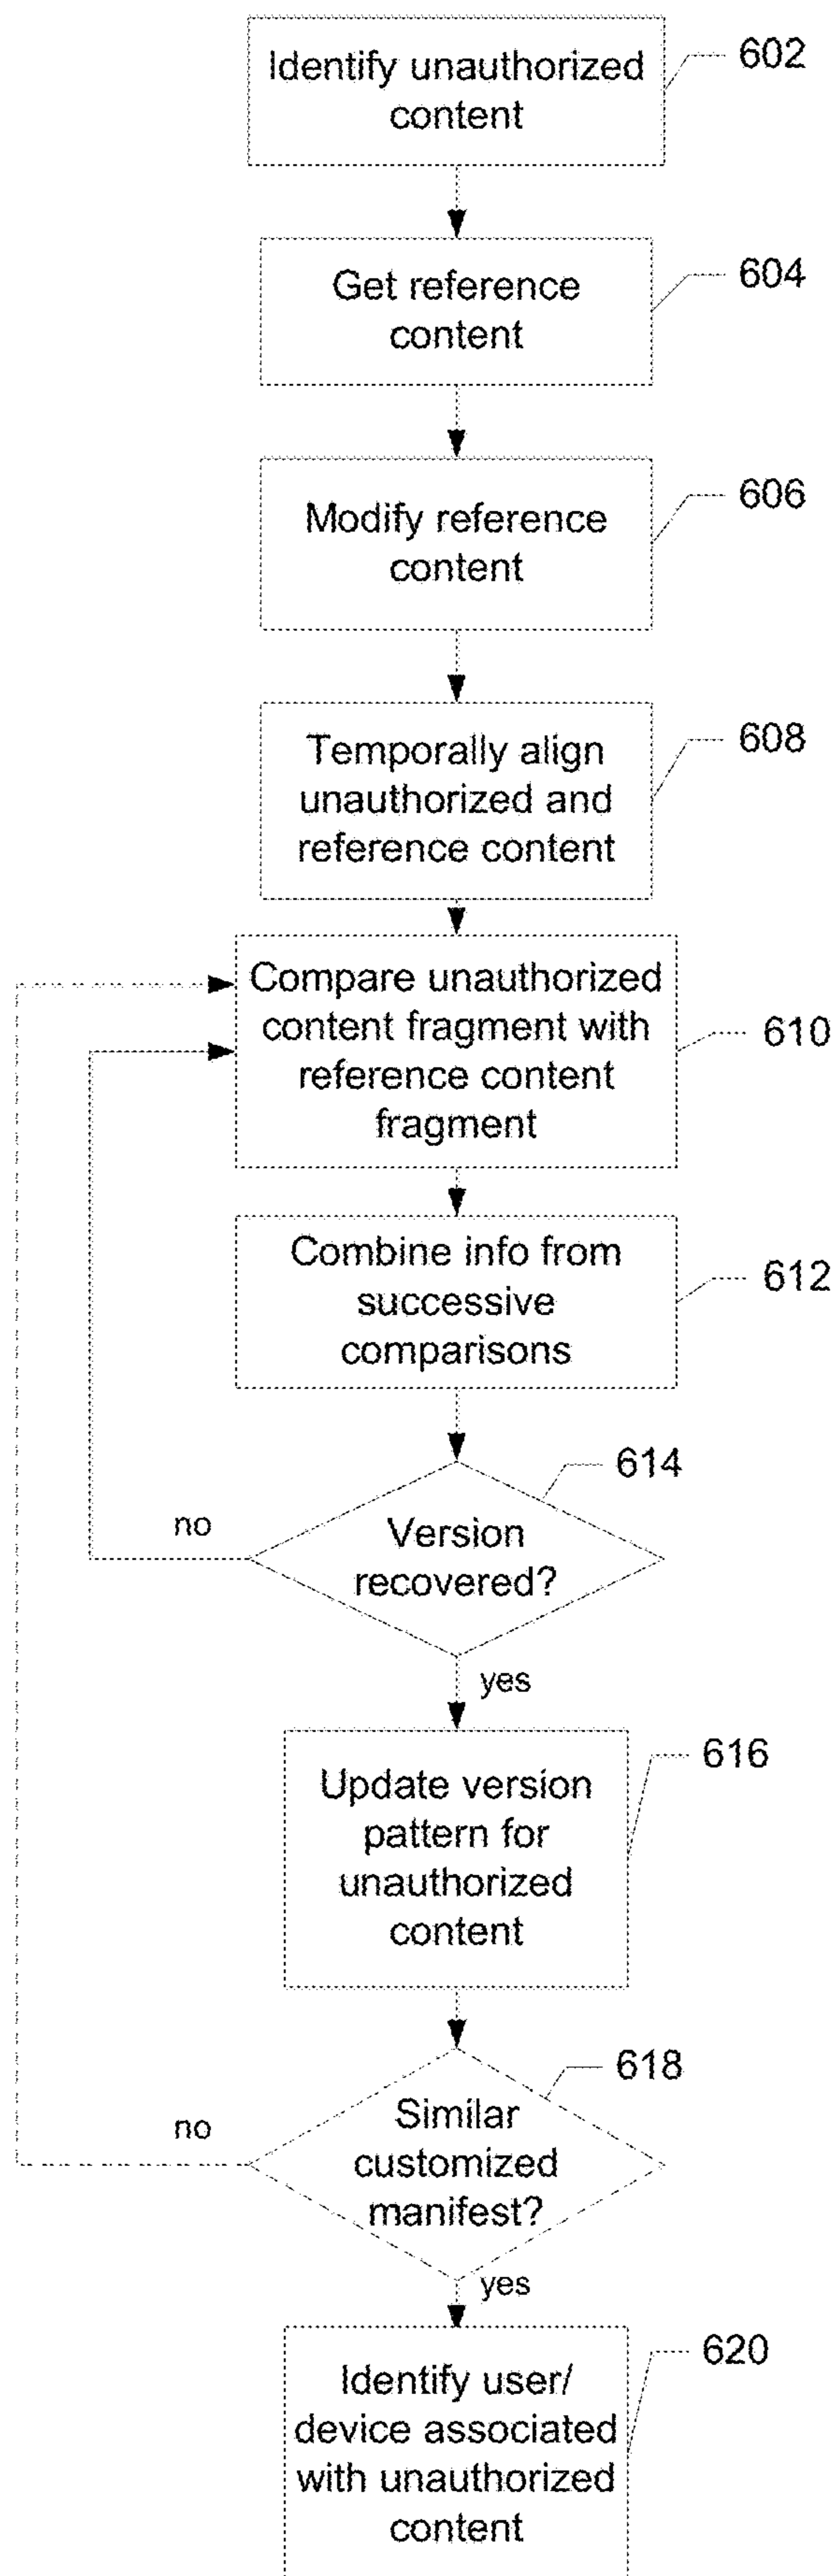 Identify unauthorized
content
602
Get reference
content
604
Modify reference
content
606
Temporally align
unauthorized and
reference content
608
Compare unauthorized
content fragment with
reference content
fragment
610
Combine info from
successive
comparisons
612
614
Version
recovered?
no
yes
Update version
pattern for
unauthorized
content
616
618
Similar
customized
manifest?
no
yes
Identify user/
device associated
with unauthorized
content
620